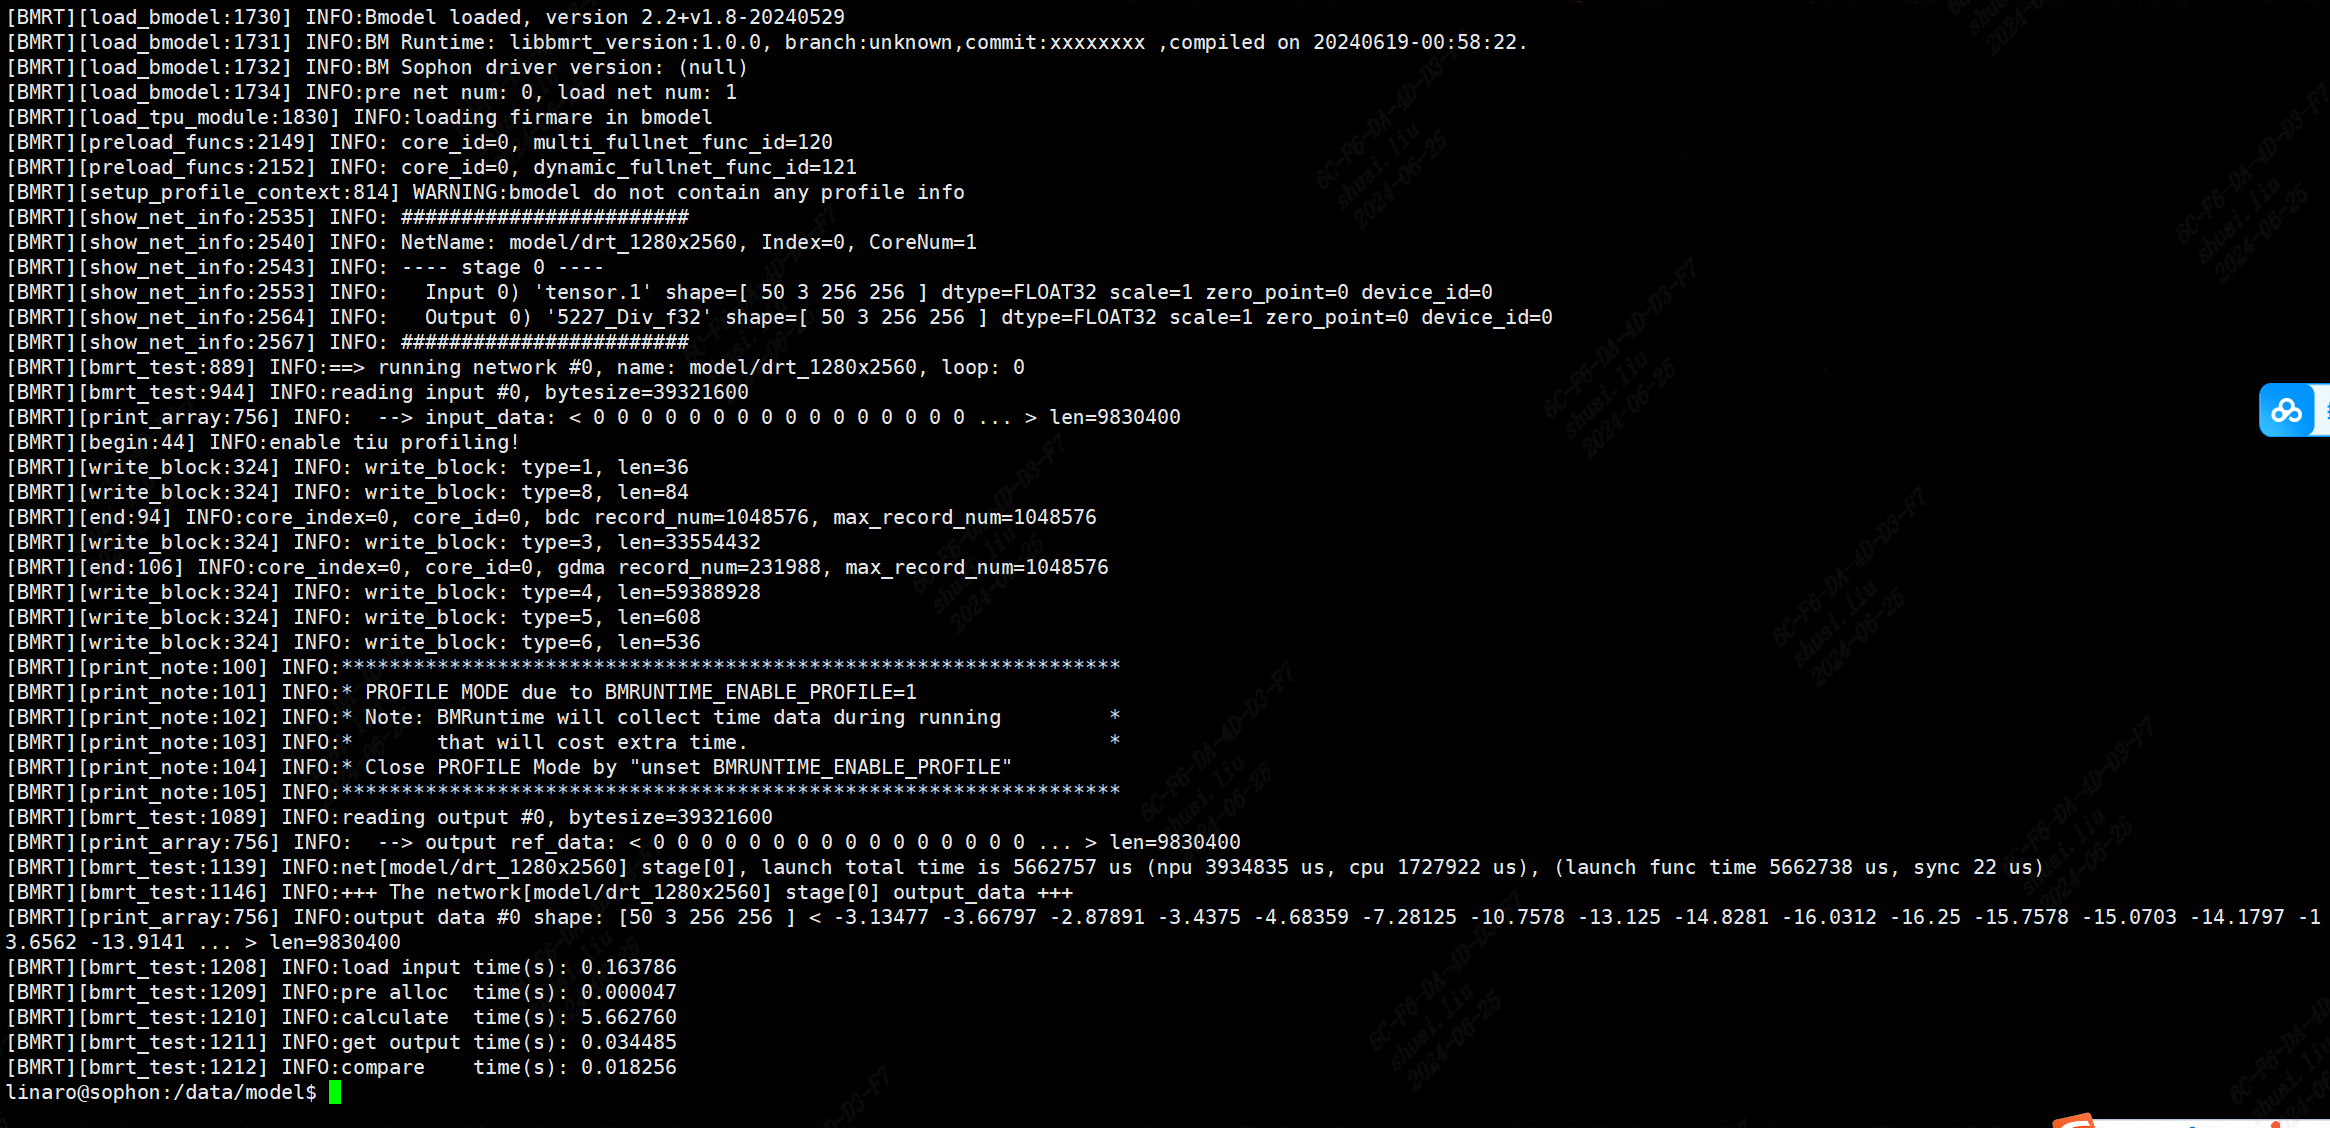 [BMRT][load_bmodel:1730] INFO:Bmodel loaded, version 2.2+v1.8-20240529
[BMRT][load_bmodel:1731] INFO:BM Runtime: libbmrt_version:1.0.0, branch:unknown,commit:xxxxxxxx ,compiled on 20240619-00:58:22.
[BMRT][load_bmodel:1732] INFO:BM Sophon driver version: (null)
[BMRT][load_bmodel:1734] INFO:pre net num: 0, load net num: 1
[BMRT][load_tpu_module:1830] INFO:loading firmare in bmodel
[BMRT][preload_funcs:2149] INFO: core_id=0, multi_fullnet_func_id=120
[BMRT][preload_funcs:2152] INFO: core_id=0, dynamic_fullnet_func_id=121
[BMRT][setup_profile_context:814] WARNING:bmodel do not contain any profile info
[BMRT][show_net_info:2535] INFO: ########################
[BMRT][show_net_info:2540] INFO: NetName: model/drt_1280x2560, Index=0, CoreNum=1
[BMRT][show_net_info:2543] INFO: ---- stage 0 ----
[BMRT][show_net_info:2553] INFO:   Input 0) 'tensor.1' shape=[ 50 3 256 256 ] dtype=FLOAT32 scale=1 zero_point=0 device_id=0
[BMRT][show_net_info:2564] INFO:   Output 0) '5227_Div_f32' shape=[ 50 3 256 256 ] dtype=FLOAT32 scale=1 zero_point=0 device_id=0
[BMRT][show_net_info:2567] INFO: ########################
[BMRT][bmrt_test:889] INFO:==> running network #0, name: model/drt_1280x2560, loop: 0
[BMRT][bmrt_test:944] INFO:reading input #0, bytesize=39321600
[BMRT][print_array:756] INFO:  --> input_data: < 0 0 0 0 0 0 0 0 0 0 0 0 0 0 0 0 ... > len=9830400
[BMRT][begin:44] INFO:enable tiu profiling!
[BMRT][write_block:324] INFO: write_block: type=1, len=36
[BMRT][write_block:324] INFO: write_block: type=8, len=84
[BMRT][end:94] INFO:core_index=0, core_id=0, bdc record_num=1048576, max_record_num=1048576
[BMRT][write_block:324] INFO: write_block: type=3, len=33554432
[BMRT][end:106] INFO:core_index=0, core_id=0, gdma record_num=231988, max_record_num=1048576
[BMRT][write_block:324] INFO: write_block: type=4, len=59388928
[BMRT][write_block:324] INFO: write_block: type=5, len=608
[BMRT][write_block:324] INFO: write_block: type=6, len=536
[BMRT][print_note:100] INFO:*****************************************************************
[BMRT][print_note:101] INFO:* PROFILE MODE due to BMRUNTIME_ENABLE_PROFILE=1
[BMRT][print_note:102] INFO:* Note: BMRuntime will collect time data during running         *
[BMRT][print_note:103] INFO:*       that will cost extra time.                              *
[BMRT][print_note:104] INFO:* Close PROFILE Mode by "unset BMRUNTIME_ENABLE_PROFILE"
[BMRT][print_note:105] INFO:*****************************************************************
[BMRT][bmrt_test:1089] INFO:reading output #0, bytesize=39321600
[BMRT][print_array:756] INFO:  --> output ref_data: < 0 0 0 0 0 0 0 0 0 0 0 0 0 0 0 0 ... > len=9830400
[BMRT][bmrt_test:1139] INFO:net[model/drt_1280x2560] stage[0], launch total time is 5662757 us (npu 3934835 us, cpu 1727922 us), (launch func time 5662738 us, sync 22 us)
[BMRT][bmrt_test:1146] INFO:+++ The network[model/drt_1280x2560] stage[0] output_data +++
[BMRT][print_array:756] INFO:output data #0 shape: [50 3 256 256 ] < -3.13477 -3.66797 -2.87891 -3.4375 -4.68359 -7.28125 -10.7578 -13.125 -14.8281 -16.0312 -16.25 -15.7578 -15.0703 -14.1797 -1
3.6562 -13.9141 ... > len=9830400
[BMRT][bmrt_test:1208] INFO:load input time(s): 0.163786
[BMRT][bmrt_test:1209] INFO:pre alloc  time(s): 0.000047
[BMRT][bmrt_test:1210] INFO:calculate  time(s): 5.662760
[BMRT][bmrt_test:1211] INFO:get output time(s): 0.034485
[BMRT][bmrt_test:1212] INFO:compare    time(s): 0.018256
linaro@sophon:/data/model$
6C-F6-DA-4D-D3-F7
shuai.liu
2024-06-25